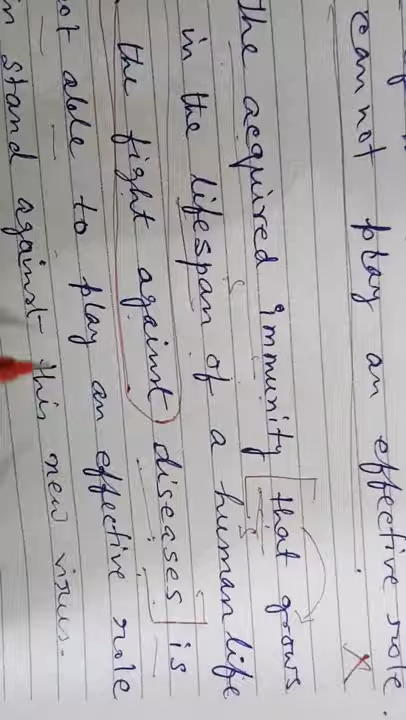 cannot play an effective role.
The acquired immunity that grows
in the lifespan of a human life
the fight against diseases is
not able to play an effective role
in stand against this new virus.